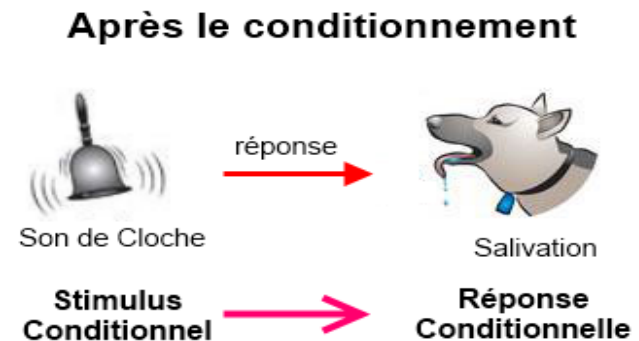 Après le conditionnement
réponse
Son de Cloche
Salivation
Stimulus
Conditionnel
Réponse
Conditionnelle